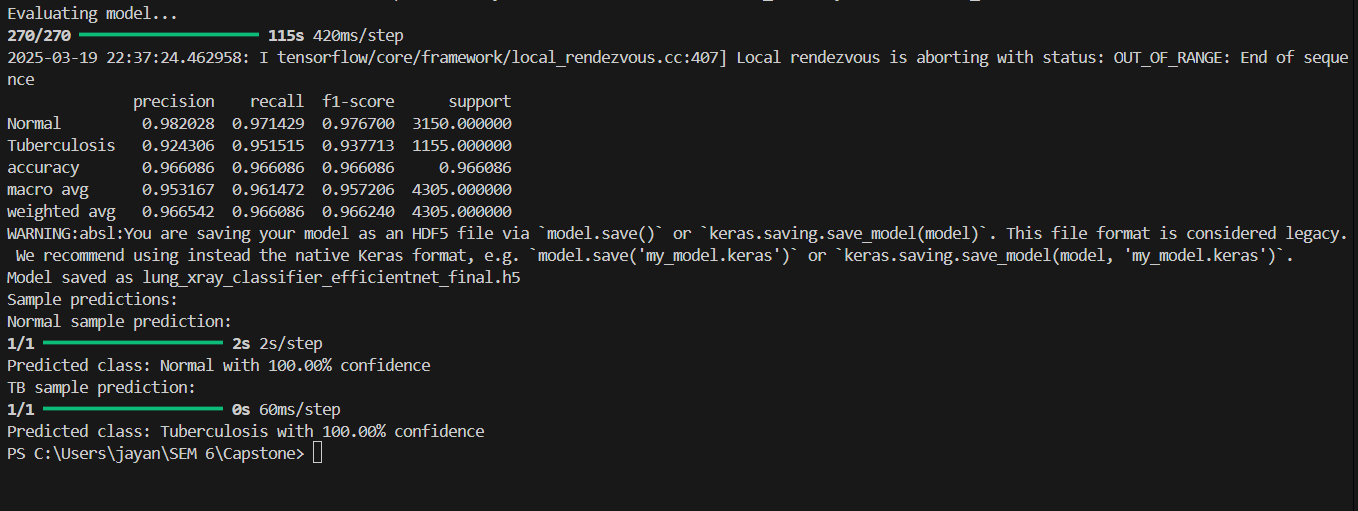 Evaluating model...
270/270 ━━━━━━━━━━━━━━━━━━━━ 115s 420ms/step
2025-03-19 22:37:24.462958: I tensorflow/core/framework/local_rendezvous.cc:407] Local rendezvous is aborting with status: OUT_OF_RANGE: End of seque
nce
              precision    recall  f1-score      support
Normal         0.982028  0.971429  0.976700  3150.000000
Tuberculosis   0.924306  0.951515  0.937713  1155.000000
accuracy       0.966086  0.966086  0.966086     0.966086
macro avg      0.953167  0.961472  0.957206  4305.000000
weighted avg   0.966542  0.966086  0.966240  4305.000000
WARNING:absl:You are saving your model as an HDF5 file via `model.save()` or `keras.saving.save_model(model)`. This file format is considered legacy.
 We recommend using instead the native Keras format, e.g. `model.save('my_model.keras')` or `keras.saving.save_model(model, 'my_model.keras')`.
Model saved as lung_xray_classifier_efficientnet_final.h5
Sample predictions:
Normal sample prediction:
1/1 ━━━━━━━━━━━━━━━━━━━━ 2s 2s/step
Predicted class: Normal with 100.00% confidence
TB sample prediction:
1/1 ━━━━━━━━━━━━━━━━━━━━ 0s 60ms/step
Predicted class: Tuberculosis with 100.00% confidence
PS C:\Users\jayan\SEM 6\Capstone>